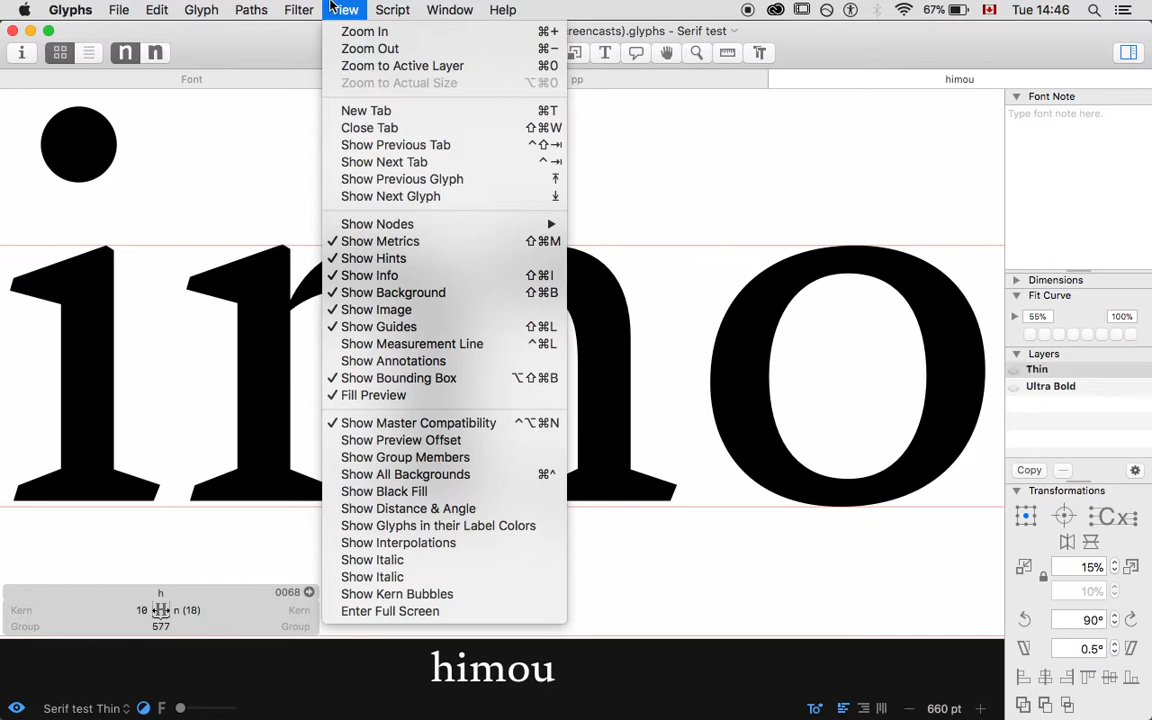 Glyphs File Edit Glyph Paths Filter View Script Window Help 67% Tue 14:46
reencasts).glyphs - Serif test
n n T
Font pp himou
Zoom In ⌘+
Zoom Out ⌘−
Zoom to Active Layer ⌘0
Zoom to Actual Size ⌥⌘0
New Tab ⌘T
Close Tab ⇧⌘W
Show Previous Tab ^⇧⇥
Show Next Tab ^⇥
Show Previous Glyph ⤒
Show Next Glyph ⤓
Show Nodes ▶
✓ Show Metrics ⇧⌘M
✓ Show Hints
✓ Show Info ⇧⌘I
✓ Show Background ⇧⌘B
✓ Show Image
✓ Show Guides ⇧⌘L
Show Measurement Line ^⌘L
Show Annotations
✓ Show Bounding Box ⌥⇧⌘B
✓ Fill Preview
✓ Show Master Compatibility ^⌥⌘N
Show Preview Offset
Show Group Members
Show All Backgrounds ⌘^
Show Black Fill
Show Distance & Angle
Show Glyphs in their Label Colors
Show Interpolations
Show Italic
Show Italic
Show Kern Bubbles
Enter Full Screen
Font Note
Type font note here.
Dimensions
Fit Curve
55% 100%
Layers
Thin
Ultra Bold
Copy
Transformations
15%
10%
90°
0.5°
h 0068
Kern 10 H n (18) Kern
Group 577 Group
himou
Serif test Thin F 660 pt